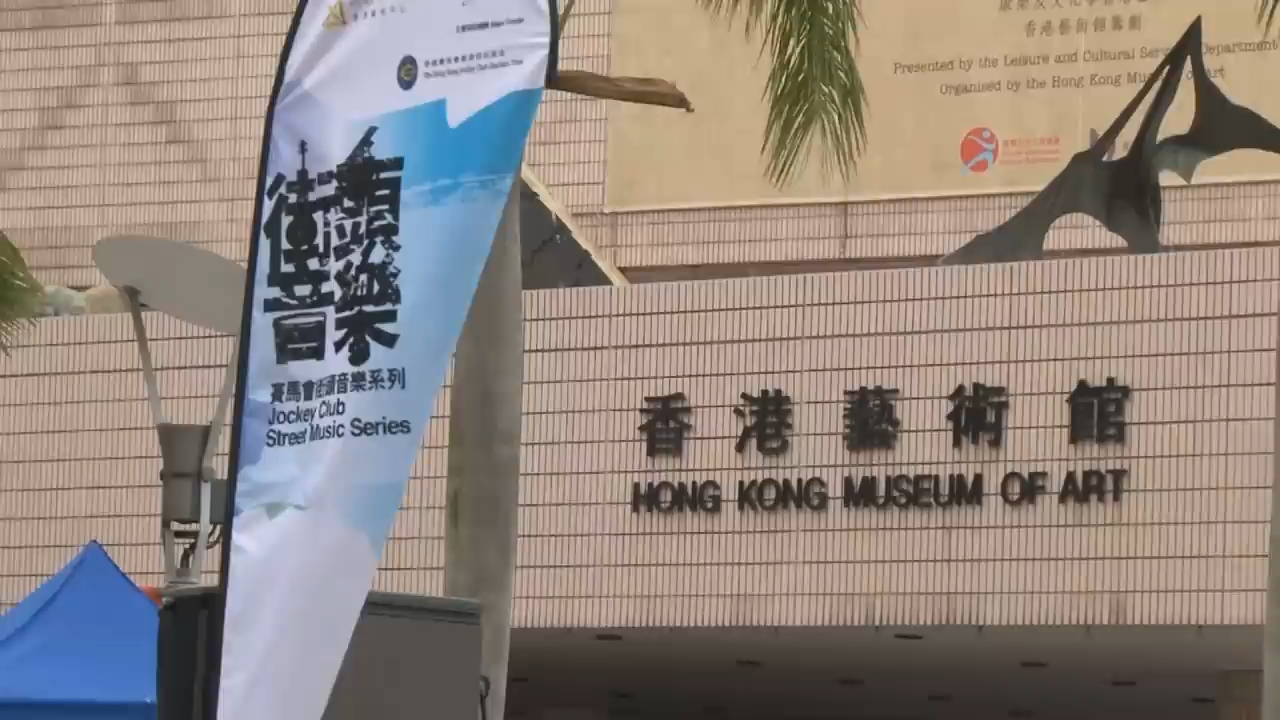 街頭
音樂
賽馬會街頭音樂系列
Jockey Club
Street Music Series
香港藝術館籌劃
Presented by the Leisure and Cultural Services Department
Organised by the Hong Kong Museum of Art
香港藝術館
HONG KONG MUSEUM OF ART